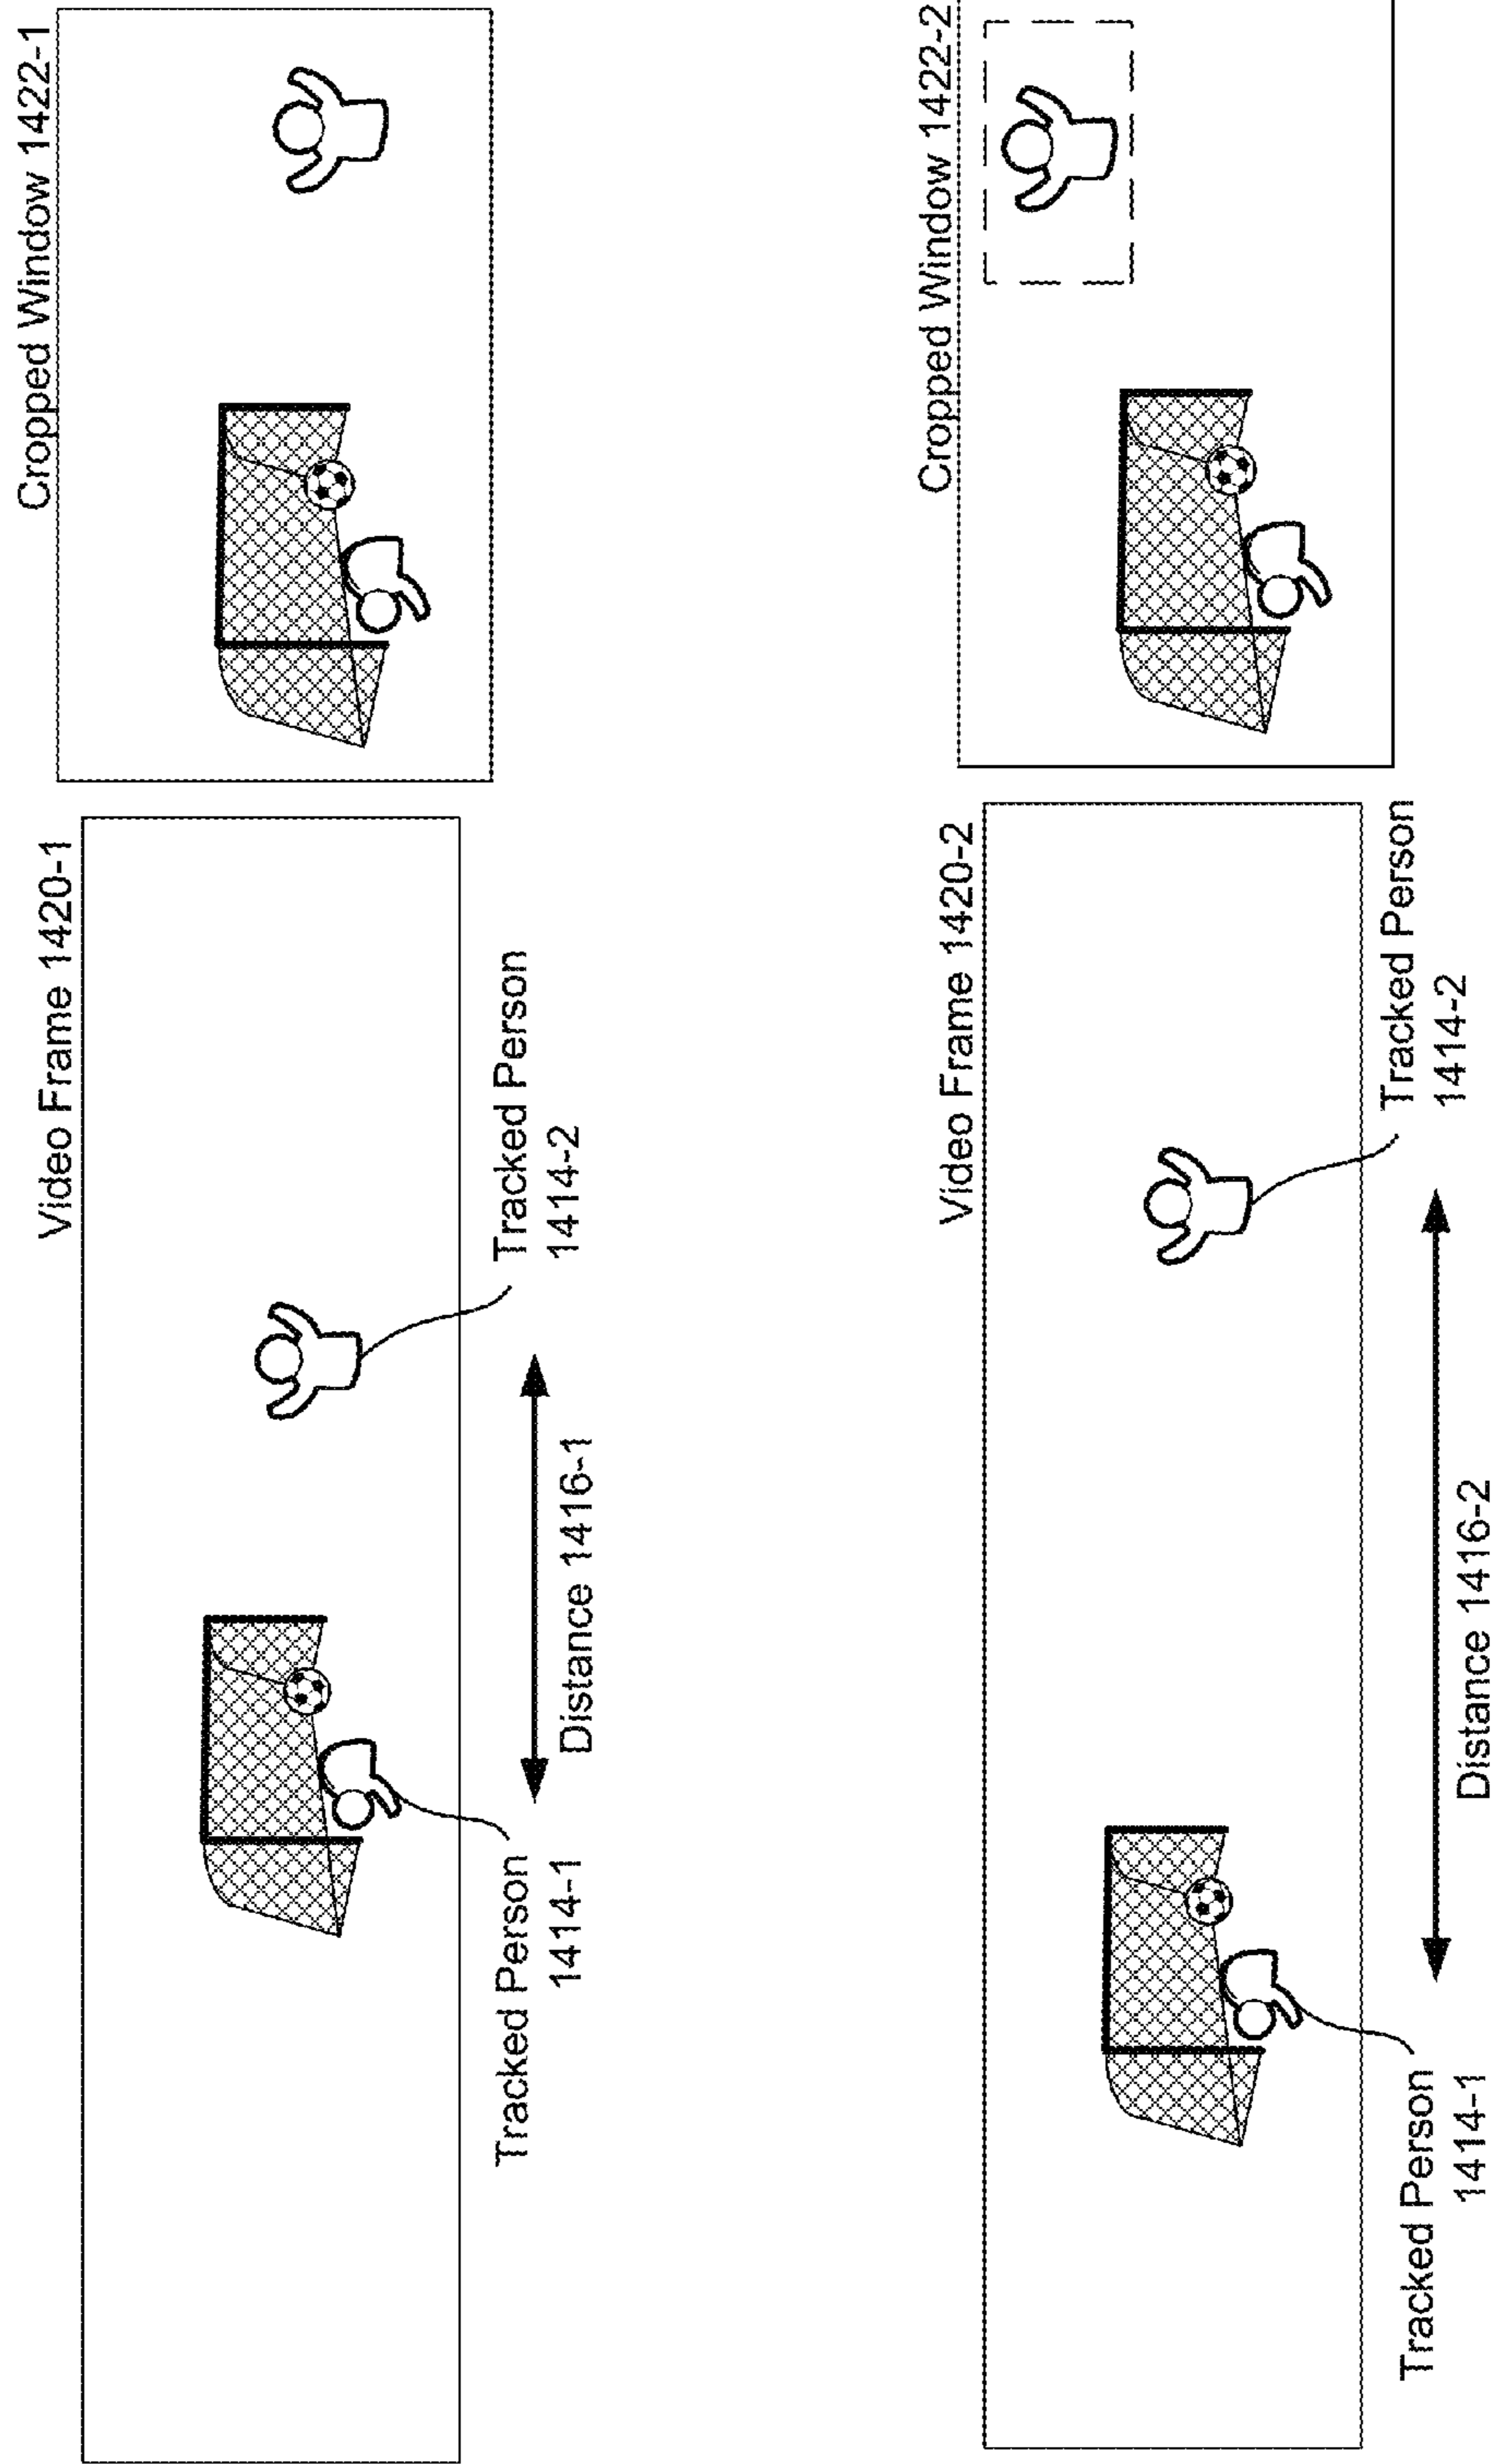 Video Frame 1420-1
Cropped Window 1422-1
Tracked Person
1414-1
Distance 1416-1
Tracked Person
1414-2
Video Frame 1420-2
Cropped Window 1422-2
Tracked Person
1414-1
Distance 1416-2
Tracked Person
1414-2